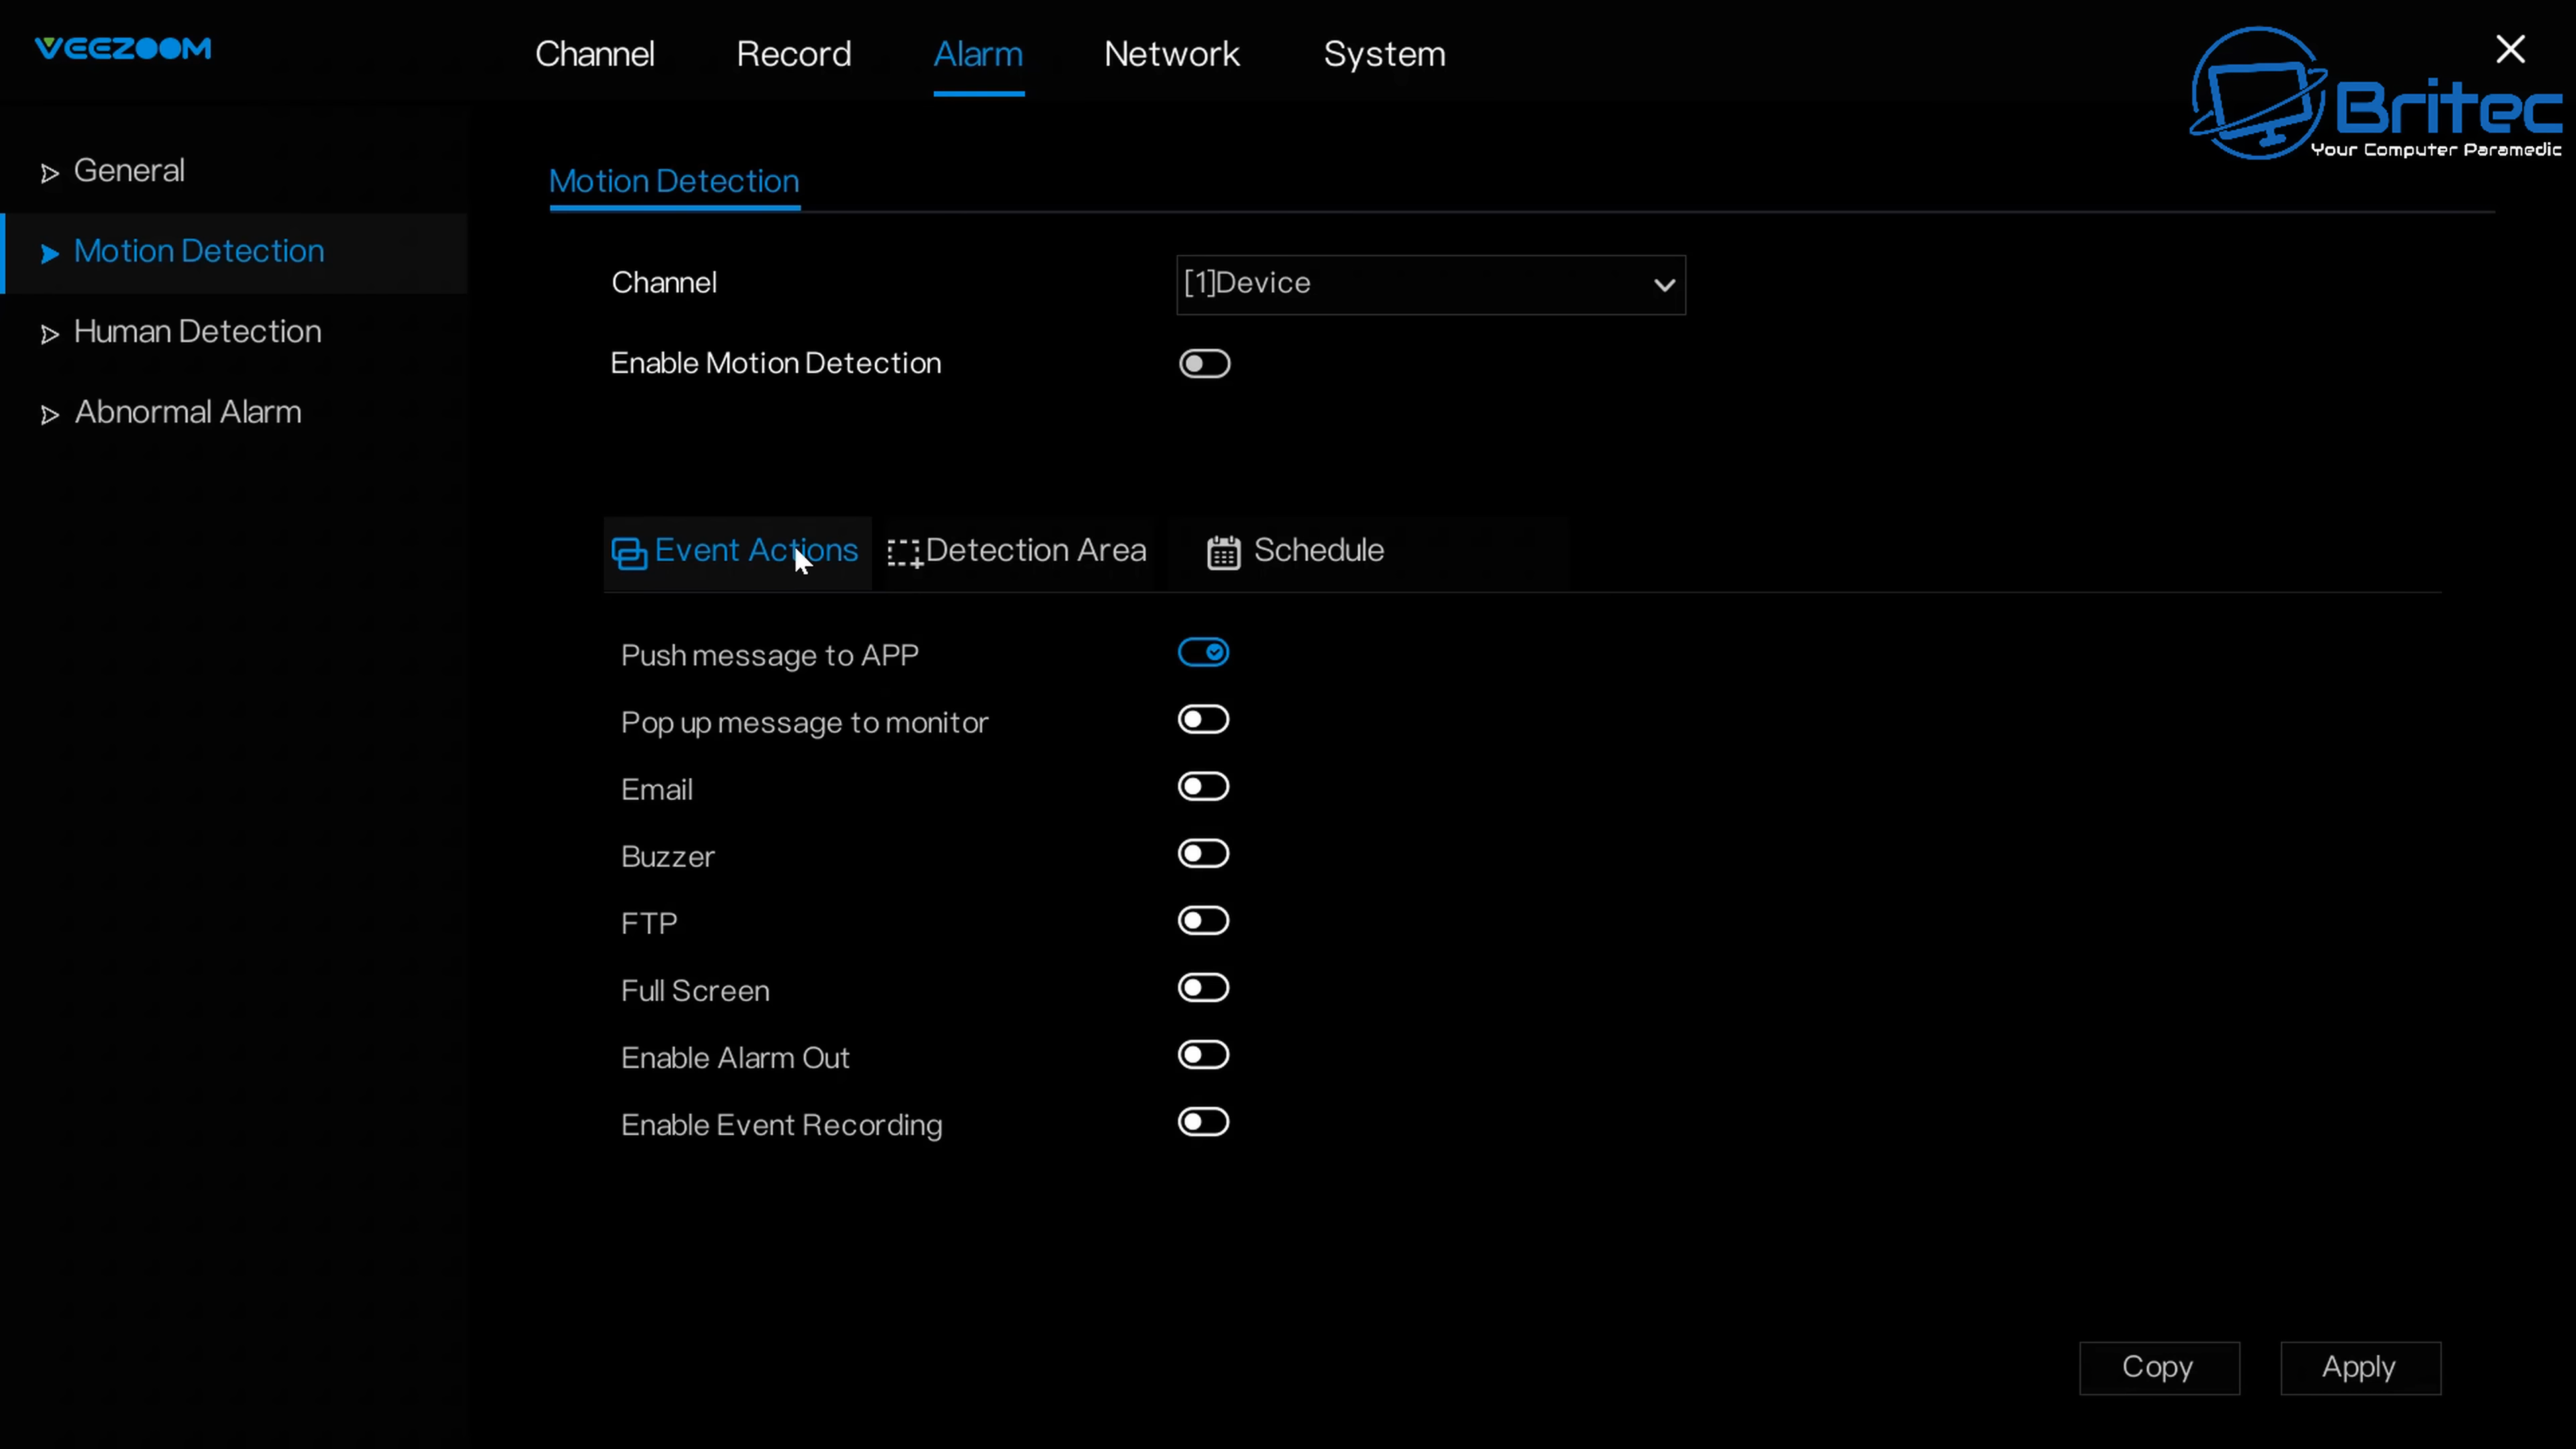 VEEZOOM
Channel Record Alarm Network System
Britec
Your Computer Paramedic
General
Motion Detection
Human Detection
Abnormal Alarm
Motion Detection
Channel [1]Device
Enable Motion Detection
Event Actions Detection Area Schedule
Push message to APP
Pop up message to monitor
Email
Buzzer
FTP
Full Screen
Enable Alarm Out
Enable Event Recording
Copy Apply